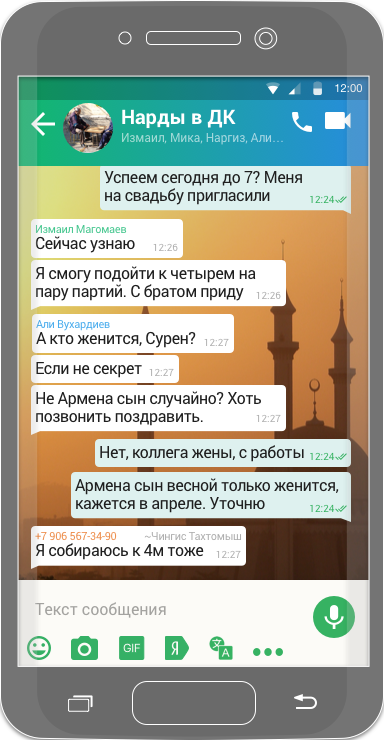 12:00
Нарды в ДК
Измаил, Мика, Наргиз, Али...
Успеем сегодня до 7? Меня
на свадьбу пригласили
12:24
Измаил Магомаев
Сейчас узнаю
12:26
Я смогу подойти к четырем на
пару партий. С братом приду
12:26
Али Вухардиев
А кто женится, Сурен?
12:27
Если не секрет
12:27
Не Армена сын случайно? Хоть
позвонить поздравить.
12:27
Нет, коллега жены, с работы
12:24
Армена сын весной только женится,
кажется в апреле. Уточню
12:24
+7 906 567-34-90 ~Чингис Тахтомыш
Я собираюсь к 4м тоже
12:27
Текст сообщения
GIF
Я
A